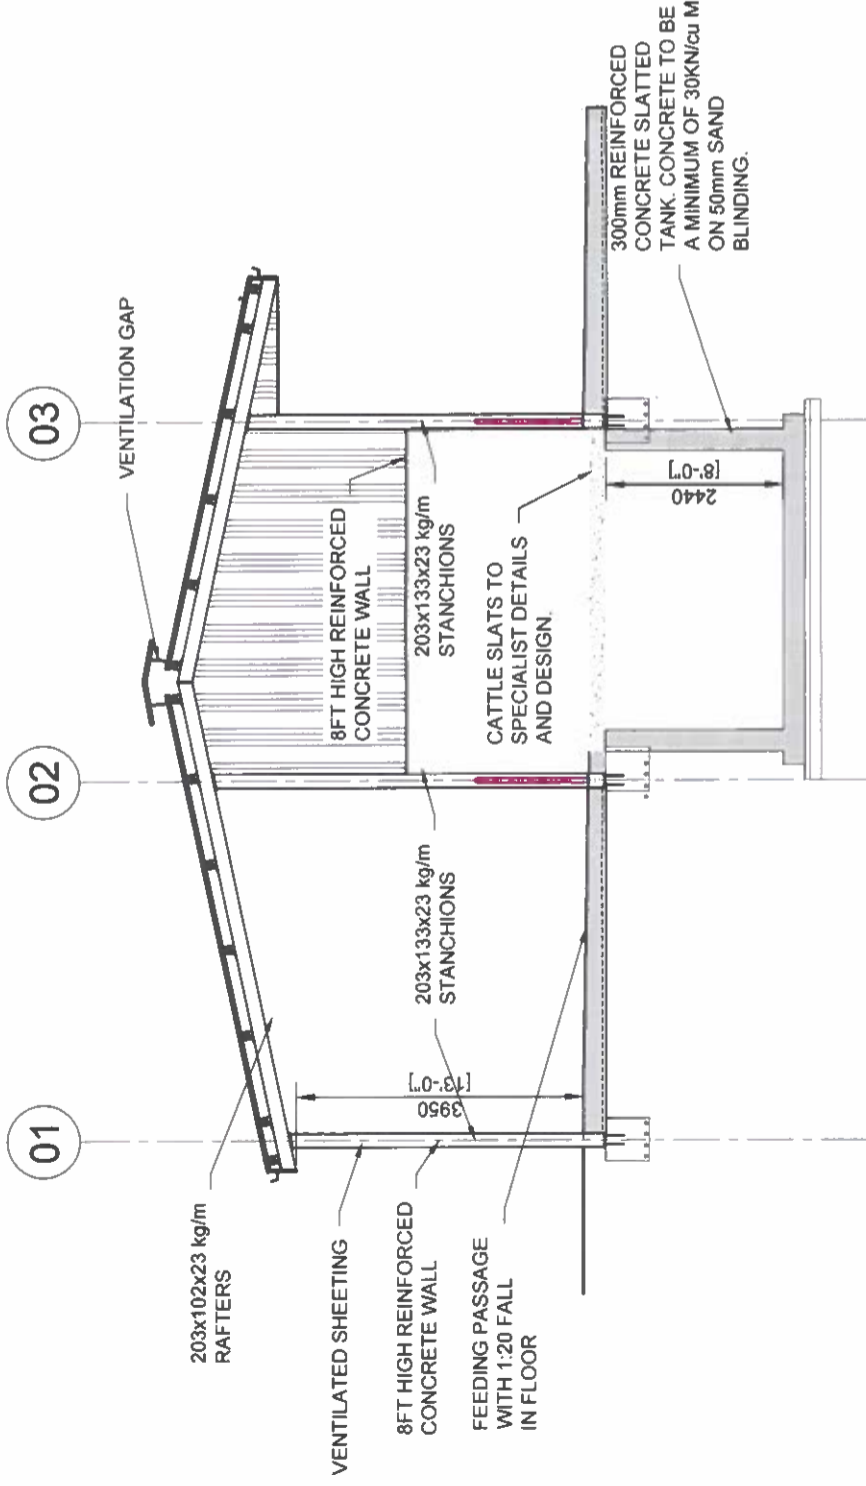 01
02
03
VENTILATION GAP
203x102x23 kg/m
RAFTERS
VENTILATED SHEETING
8FT HIGH REINFORCED
CONCRETE WALL
FEEDING PASSAGE
WITH 1:20 FALL
IN FLOOR
3950
[13'-0"]
203x133x23 kg/m
STANCHIONS
8FT HIGH REINFORCED
CONCRETE WALL
203x133x23 kg/m
STANCHIONS
CATTLE SLATS TO
SPECIALIST DETAILS
AND DESIGN.
2440
[8'-0"]
300mm REINFORCED
CONCRETE SLATTED
TANK. CONCRETE TO BE
A MINIMUM OF 30KN/cu M
ON 50mm SAND
BLINDING.